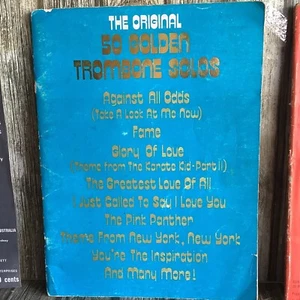 THE ORIGINAL
50 GOLDEN
TROMBONE SOLOS
Against All Odds
(Take A Look At Me Now)
Fame
Glory Of Love
(Theme From The Karate Kid-Part II)
The Greatest Love Of All
I Just Called To Say I Love You
The Pink Panther
Theme From New York, New York
You're The Inspiration
And Many More!
cents